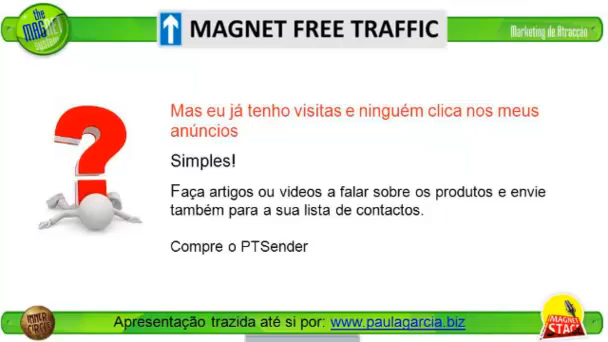 the
MAGNET
system
MAGNET FREE TRAFFIC
Marketing de Atracção
Mas eu já tenho visitas e ninguém clica nos meus
anúncios
Simples!
Faça artigos ou videos a falar sobre os produtos e envie
também para a sua lista de contactos.
Compre o PTSender
INNER
CIRCLE
Apresentação trazida até si por: www.paulagarcia.biz
MAGNET
STAGE